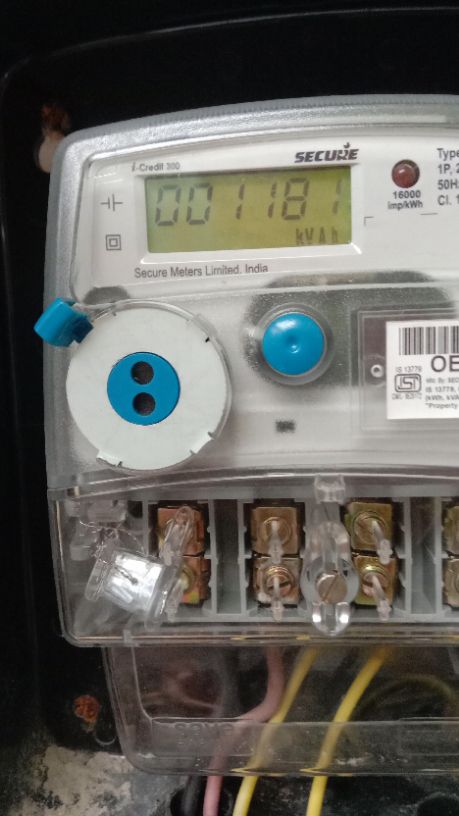 i-Credit 300
SECURE
Type
1P, 2
50Hz
Cl. 1
16000
imp/kWh
001181
kVAh
Secure Meters Limited, India
OE
IS 13779